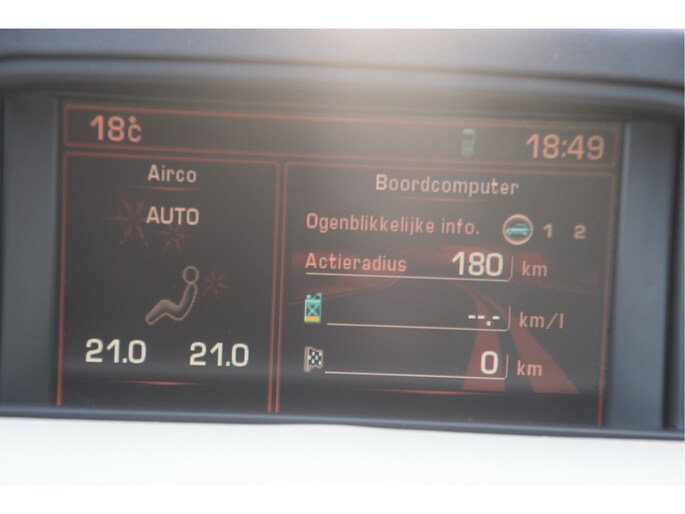 18°C 18:49
Airco
AUTO
21.0 21.0
Boordcomputer
Ogenblikkelijke info. 1 2
Actieradius 180 km
--.- km/l
0 km